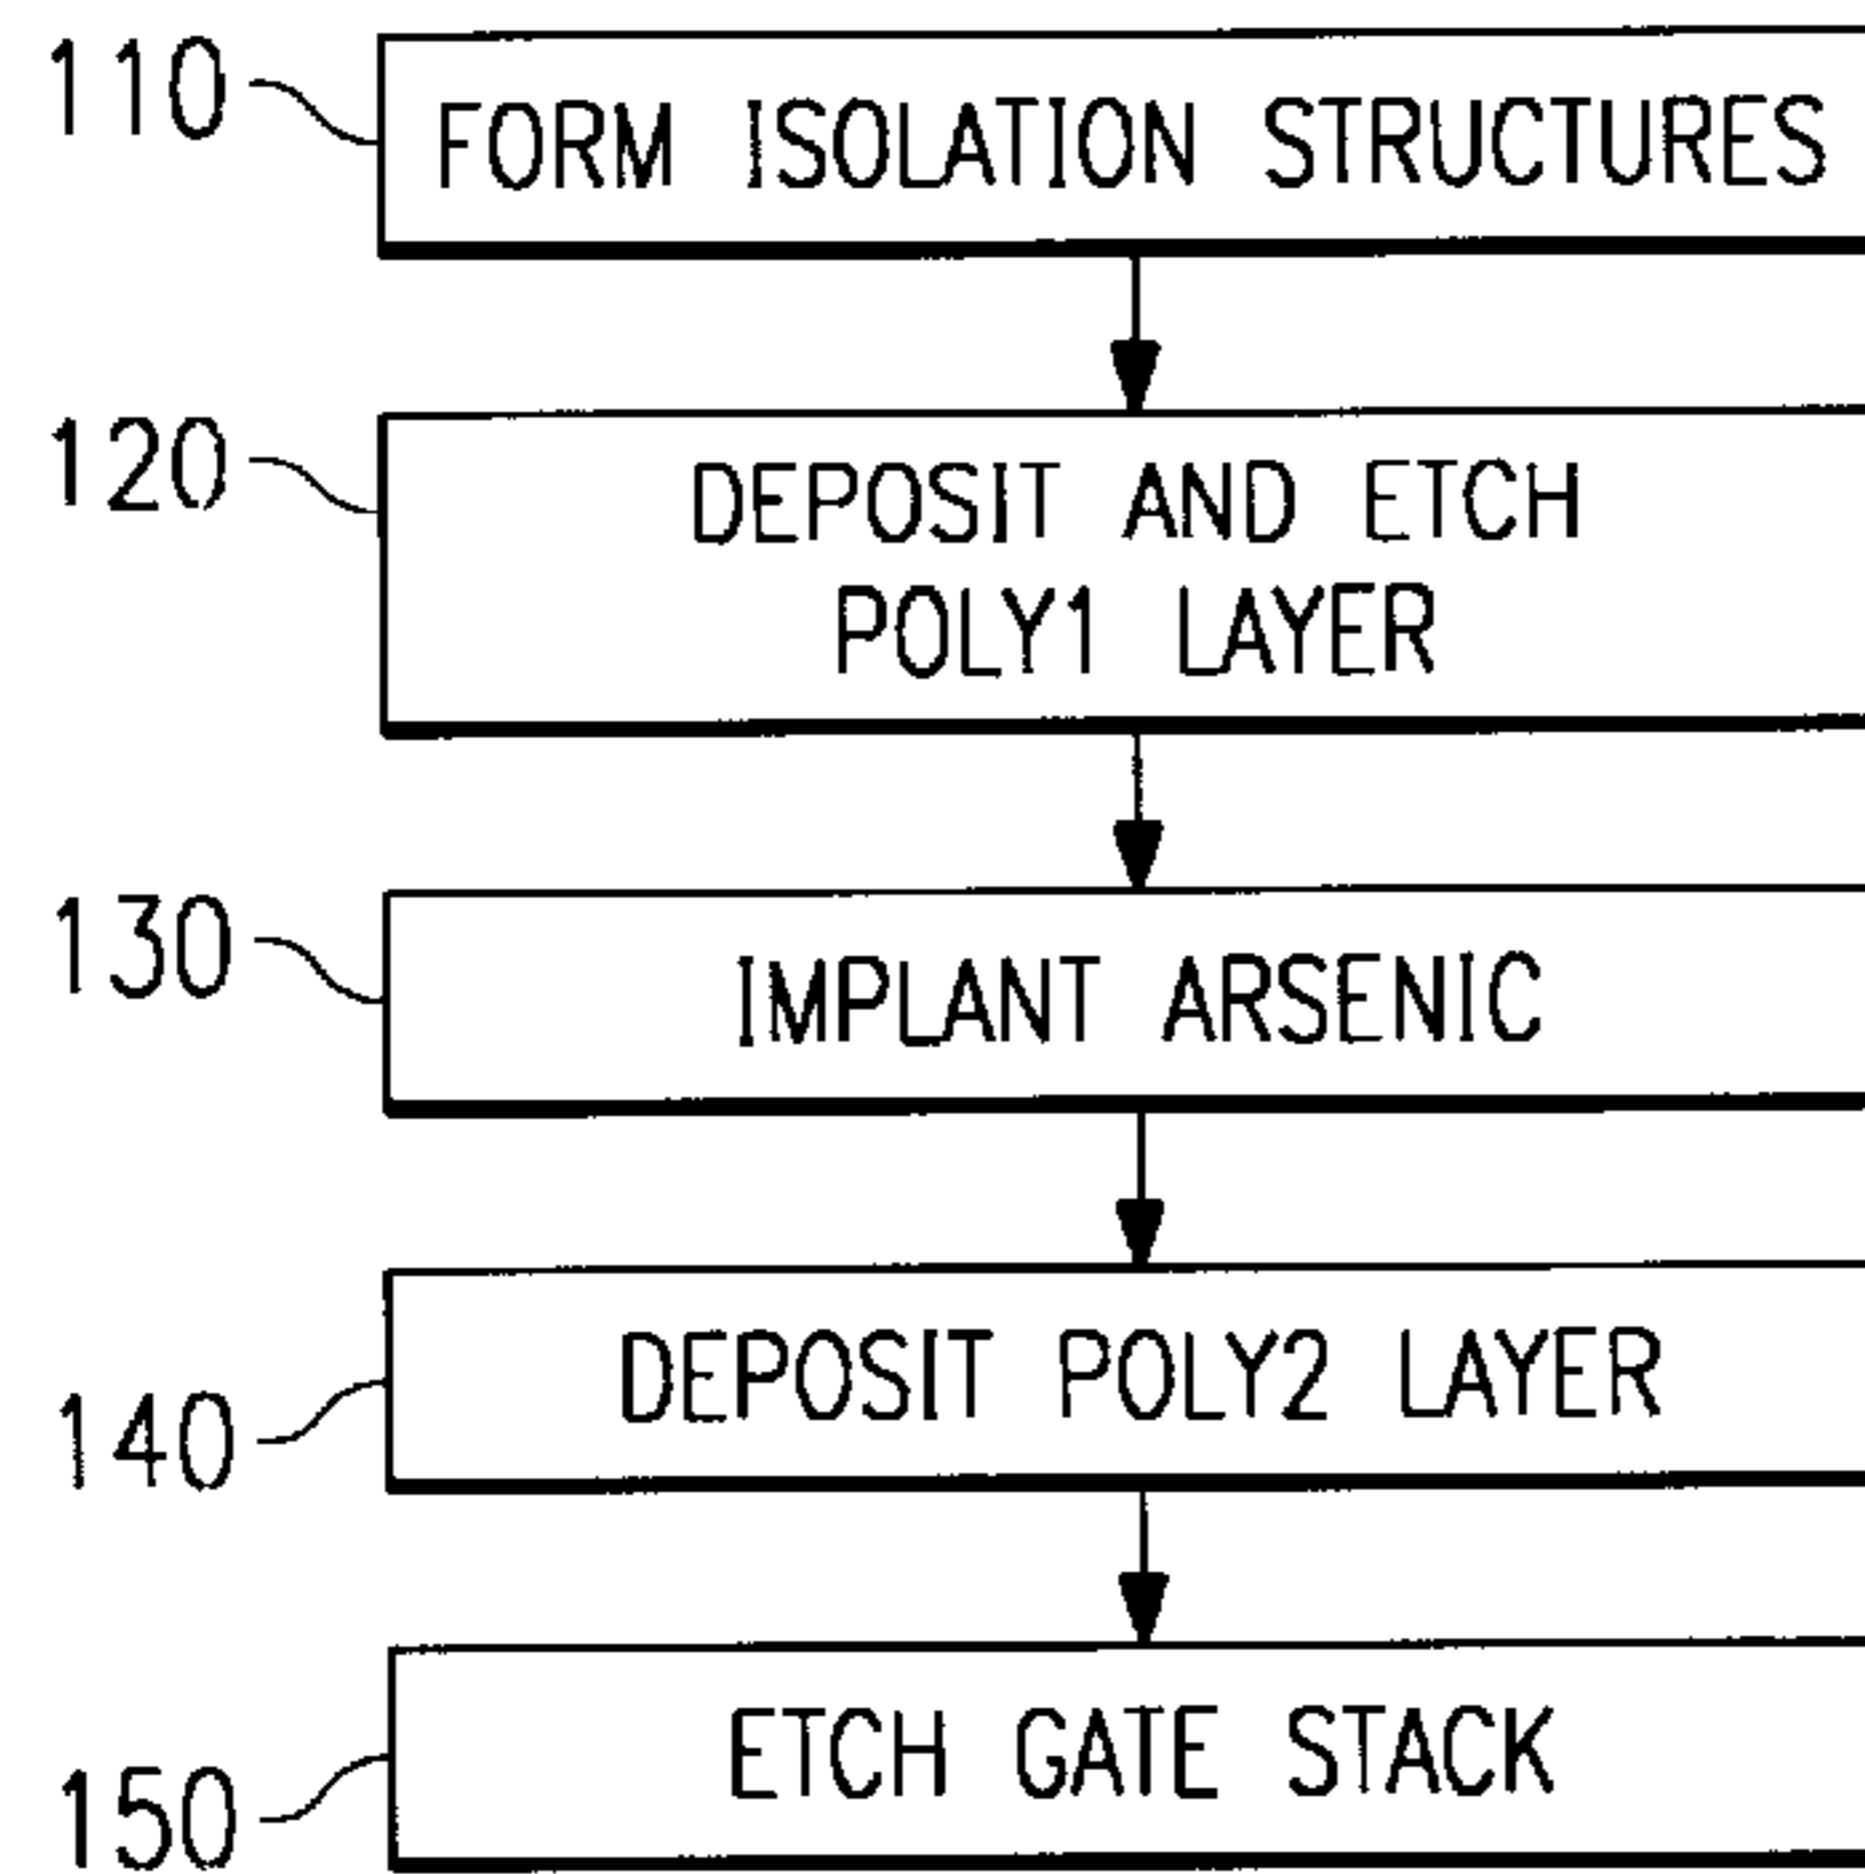 110
FORM ISOLATION STRUCTURES
120
DEPOSIT AND ETCH
POLY1 LAYER
130
IMPLANT ARSENIC
140
DEPOSIT POLY2 LAYER
150
ETCH GATE STACK